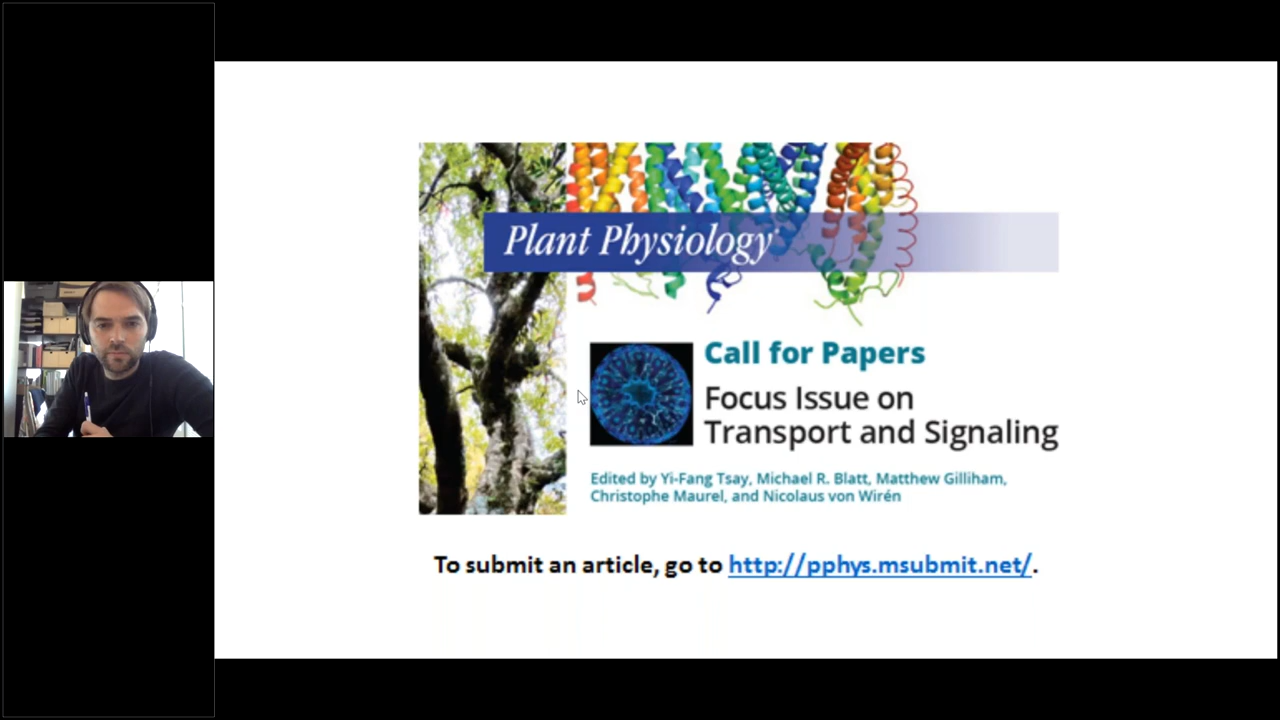 Plant Physiology
Call for Papers
Focus Issue on
Transport and Signaling
Edited by Yi-Fang Tsay, Michael R. Blatt, Matthew Gilliham,
Christophe Maurel, and Nicolaus von Wirén
To submit an article, go to http://pphys.msubmit.net/.